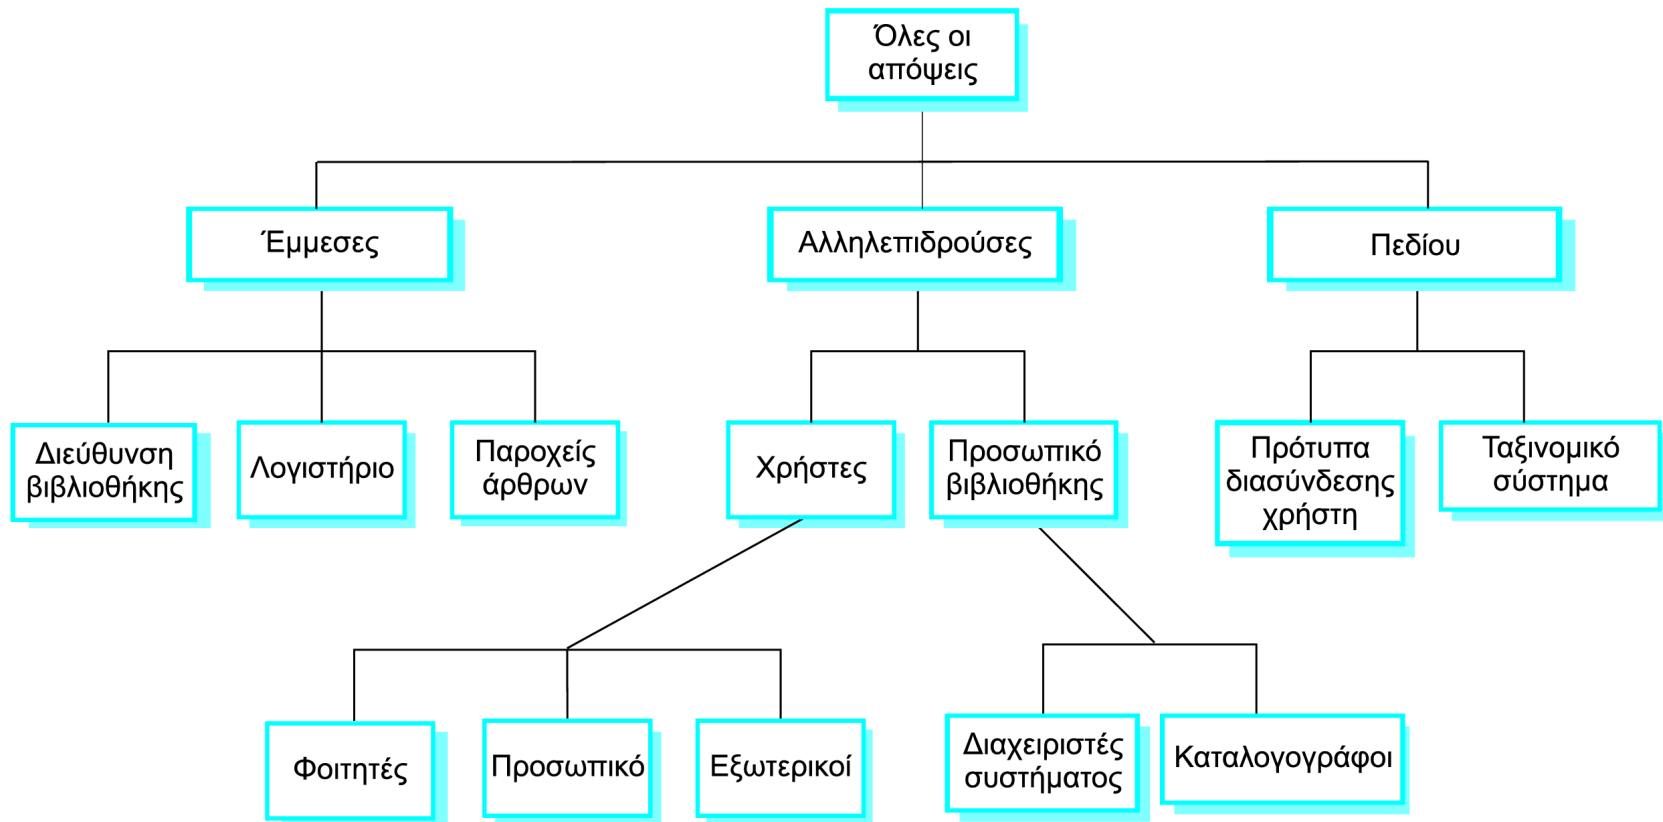 Όλες οι
απόψεις
Έμμεσες
Αλληλεπιδρούσες
Πεδίου
Διεύθυνση
βιβλιοθήκης
Λογιστήριο
Παροχείς
άρθρων
Χρήστες
Προσωπικό
βιβλιοθήκης
Πρότυπα
διασύνδεσης
χρήστη
Ταξινομικό
σύστημα
Φοιτητές
Προσωπικό
Εξωτερικοί
Διαχειριστές
συστήματος
Καταλογογράφοι